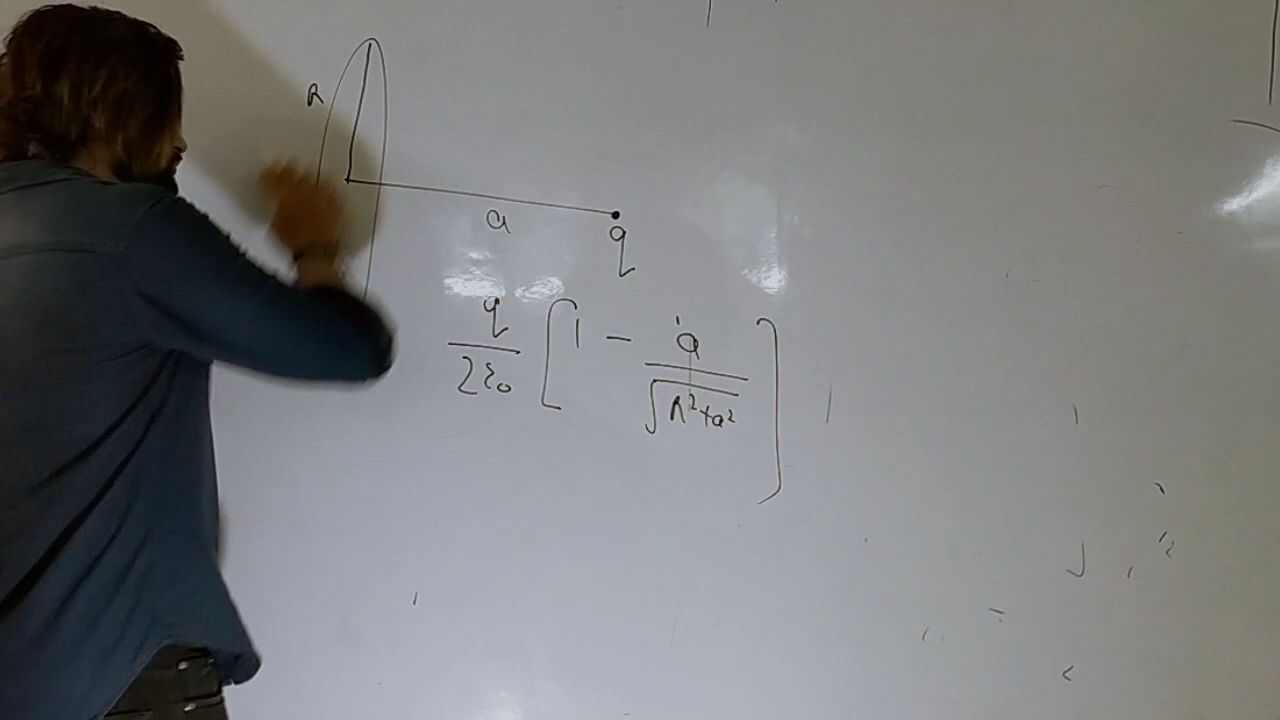 R
a
q
q/2ε₀ [1 - a/√(R²+a²)]